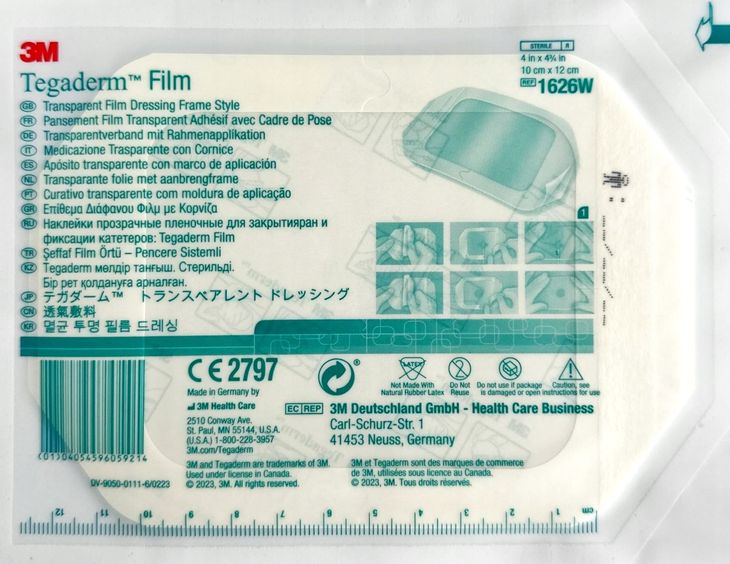 3M
Tegaderm™ Film
STERILE R
4 in x 4¾ in
10 cm x 12 cm
REF 1626W
GB Transparent Film Dressing Frame Style
FR Pansement Film Transparent Adhésif avec Cadre de Pose
DE Transparentverband mit Rahmenapplikation
IT Medicazione Trasparente con Cornice
ES Apósito transparente con marco de aplicación
NL Transparante folie met aanbrengframe
PT Curativo transparente com moldura de aplicação
GR Επίθεμα Διάφανου Φιλμ με Κορνίζα
RU Наклейки прозрачные пленочные для закрытияран и
фиксации катетеров: Tegaderm Film
TR Şeffaf Film Örtü – Pencere Sistemli
KZ Tegaderm мөлдір таңғыш. Стерильді.
Бір рет қолдануға арналған.
JP テガダーム™ トランスペアレント ドレッシング
CN 透氣敷料
KR 멸균 투명 필름 드레싱
1
CE 2797
Made in Germany by
3M Health Care
2510 Conway Ave.
St. Paul, MN 55144, U.S.A.
(U.S.A.) 1-800-228-3957
3M.com/Tegaderm
LATEX
Not Made With
Natural Rubber Latex
Do Not
Reuse
Do not use if package
is damaged or open
Caution, see
instructions for use
EC REP 3M Deutschland GmbH - Health Care Business
Carl-Schurz-Str. 1
41453 Neuss, Germany
(01)04054596059214
DV-9050-0111-6/0223
3M and Tegaderm are trademarks of 3M.
Used under license in Canada.
© 2023, 3M. All rights reserved.
3M et Tegaderm sont des marques de commerce
de 3M, utilisées sous licence au Canada.
© 2023, 3M. Tous droits réservés.
12 11 10 9 8 7 6 5 4 3 2 1 cm